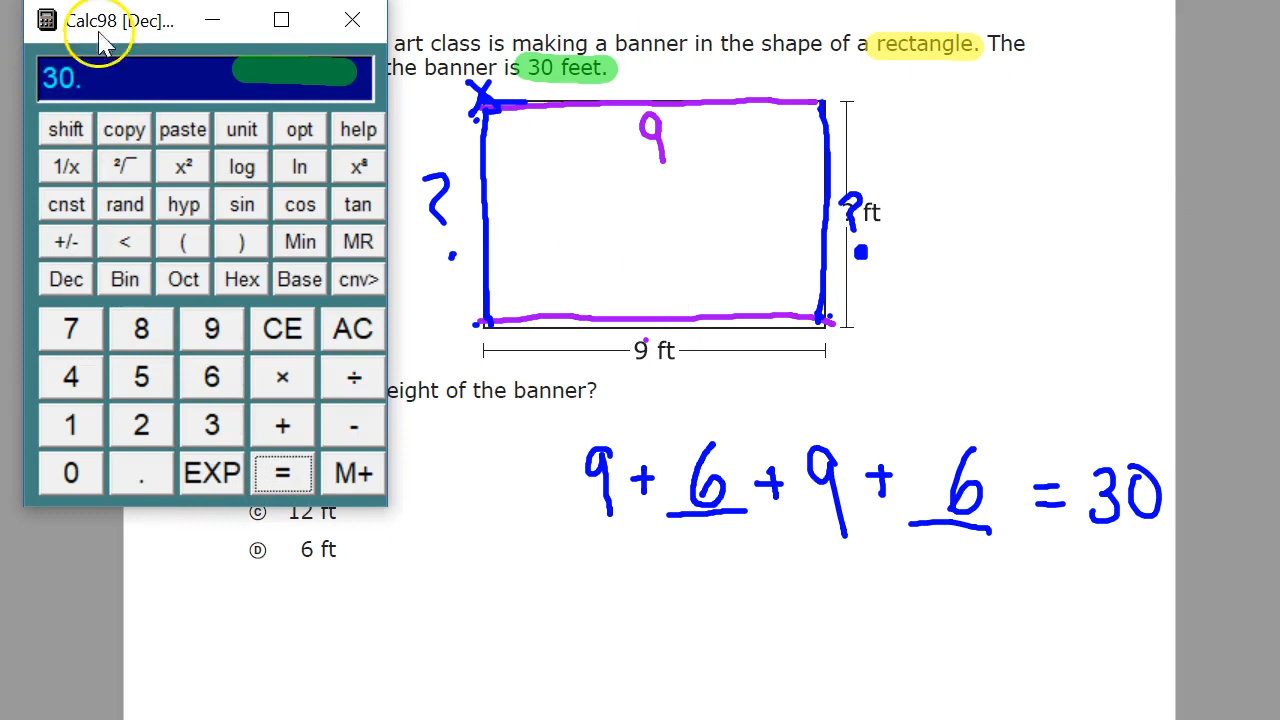 Calc98 [Dec]...
art class is making a banner in the shape of a rectangle. The
the banner is 30 feet.
30.
shift copy paste unit opt help
1/x ²√‾ x² log ln xª
cnst rand hyp sin cos tan
+/- < ( ) Min MR
Dec Bin Oct Hex Base cnv>
7 8 9 CE AC
4 5 6 × ÷
1 2 3 + -
0 . EXP = M+
9
?
? ft
?
9 ft
eight of the banner?
9 + 6 + 9 + 6 = 30
Ⓒ 12 ft
Ⓓ 6 ft